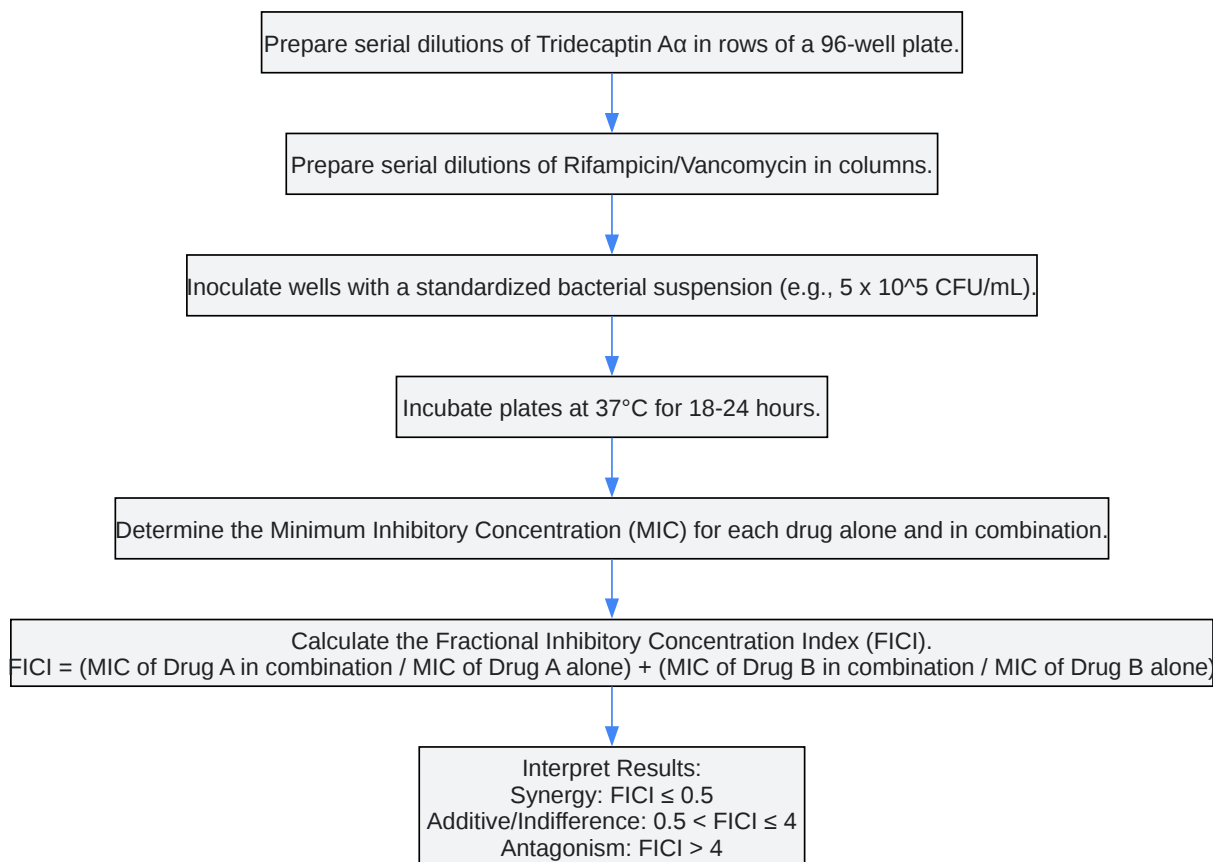 Prepare serial dilutions of Tridecaptin Aα in rows of a 96-well plate.
Prepare serial dilutions of Rifampicin/Vancomycin in columns.
Inoculate wells with a standardized bacterial suspension (e.g., 5 x 10^5 CFU/mL).
Incubate plates at 37°C for 18-24 hours.
Determine the Minimum Inhibitory Concentration (MIC) for each drug alone and in combination.
Calculate the Fractional Inhibitory Concentration Index (FICI).
FICI = (MIC of Drug A in combination / MIC of Drug A alone) + (MIC of Drug B in combination / MIC of Drug B alone)
Interpret Results:
Synergy: FICI ≤ 0.5
Additive/Indifference: 0.5 < FICI ≤ 4
Antagonism: FICI > 4